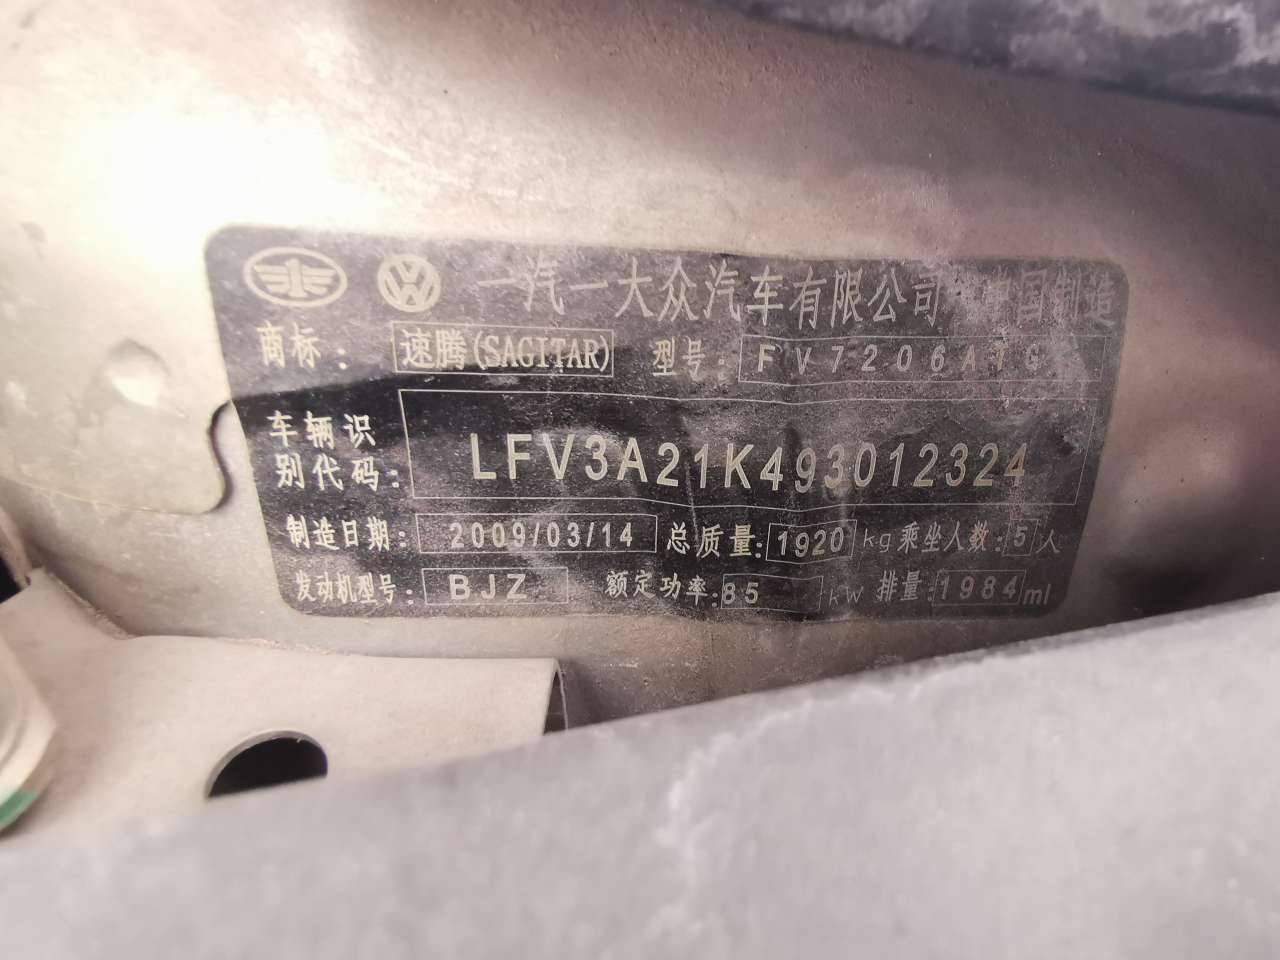 一汽一大众汽车有限公司 中国制造
商标: 速腾(SAGITAR) 型号: FV7206ATG
车辆识别代码: LFV3A21K493012324
制造日期: 2009/03/14 总质量: 1920 kg 乘坐人数: 5 人
发动机型号: BJZ 额定功率: 85 kW 排量: 1984 ml